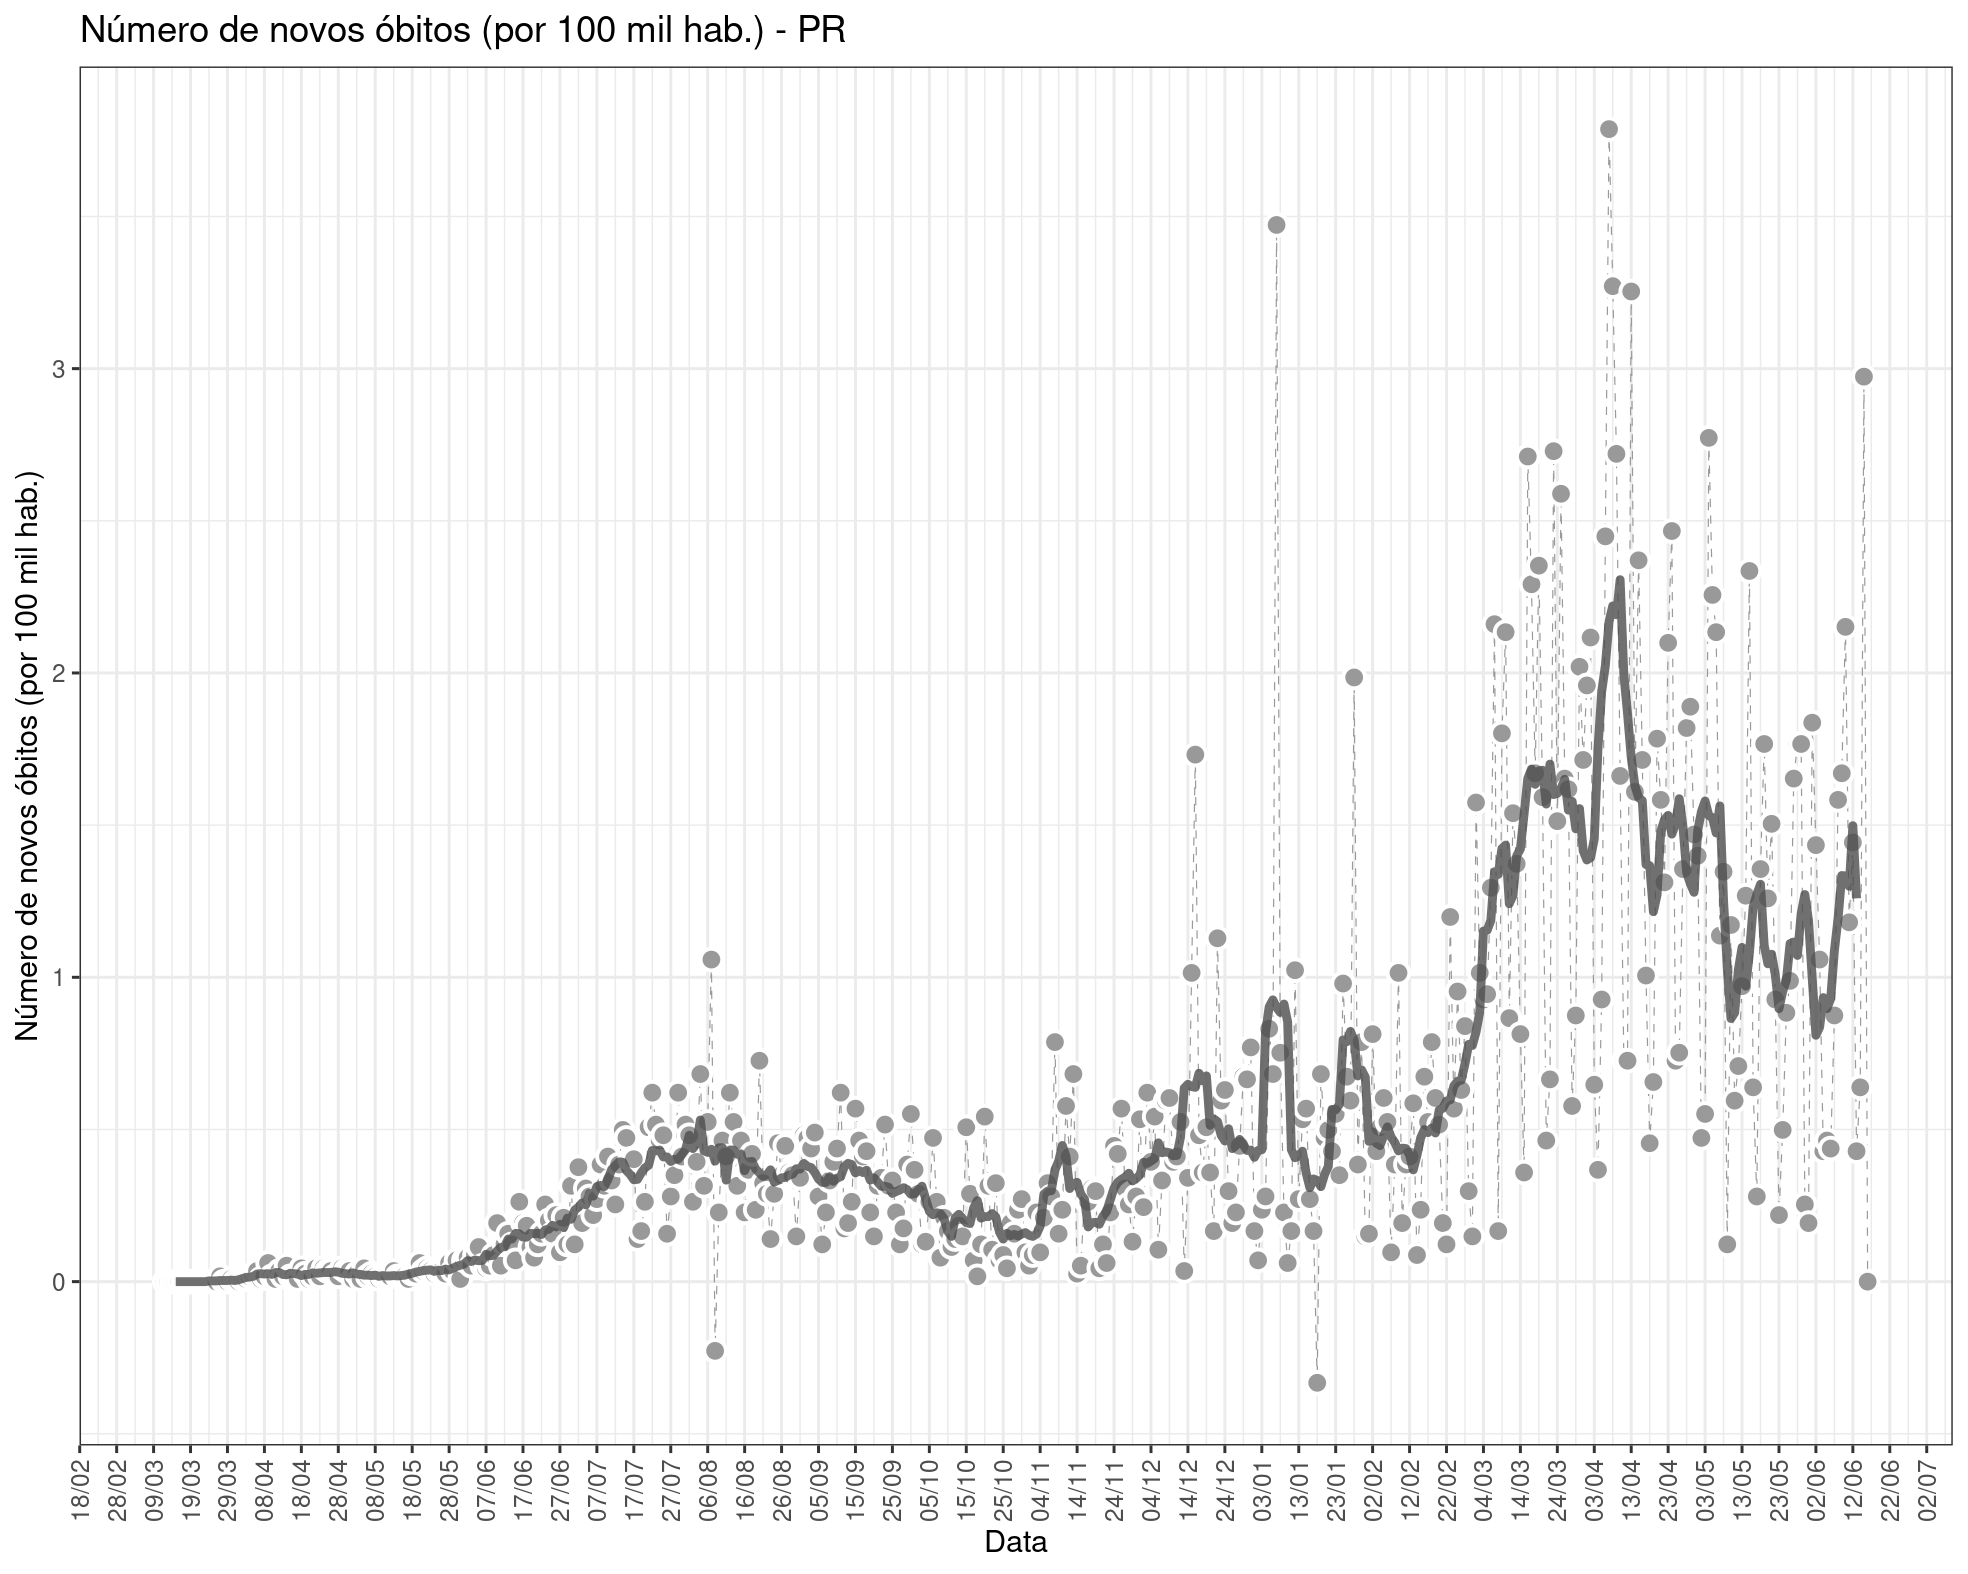 Número de novos óbitos (por 100 mil hab.) - PR
Número de novos óbitos (por 100 mil hab.)
3
2
1
0
18/02 28/02 09/03 19/03 29/03 08/04 18/04 28/04 08/05 18/05 28/05 07/06 17/06 27/06 07/07 17/07 27/07 06/08 16/08 26/08 05/09 15/09 25/09 05/10 15/10 25/10 04/11 14/11 24/11 04/12 14/12 24/12 03/01 13/01 23/01 02/02 12/02 22/02 04/03 14/03 24/03 03/04 13/04 23/04 03/05 13/05 23/05 02/06 12/06 22/06 02/07
Data